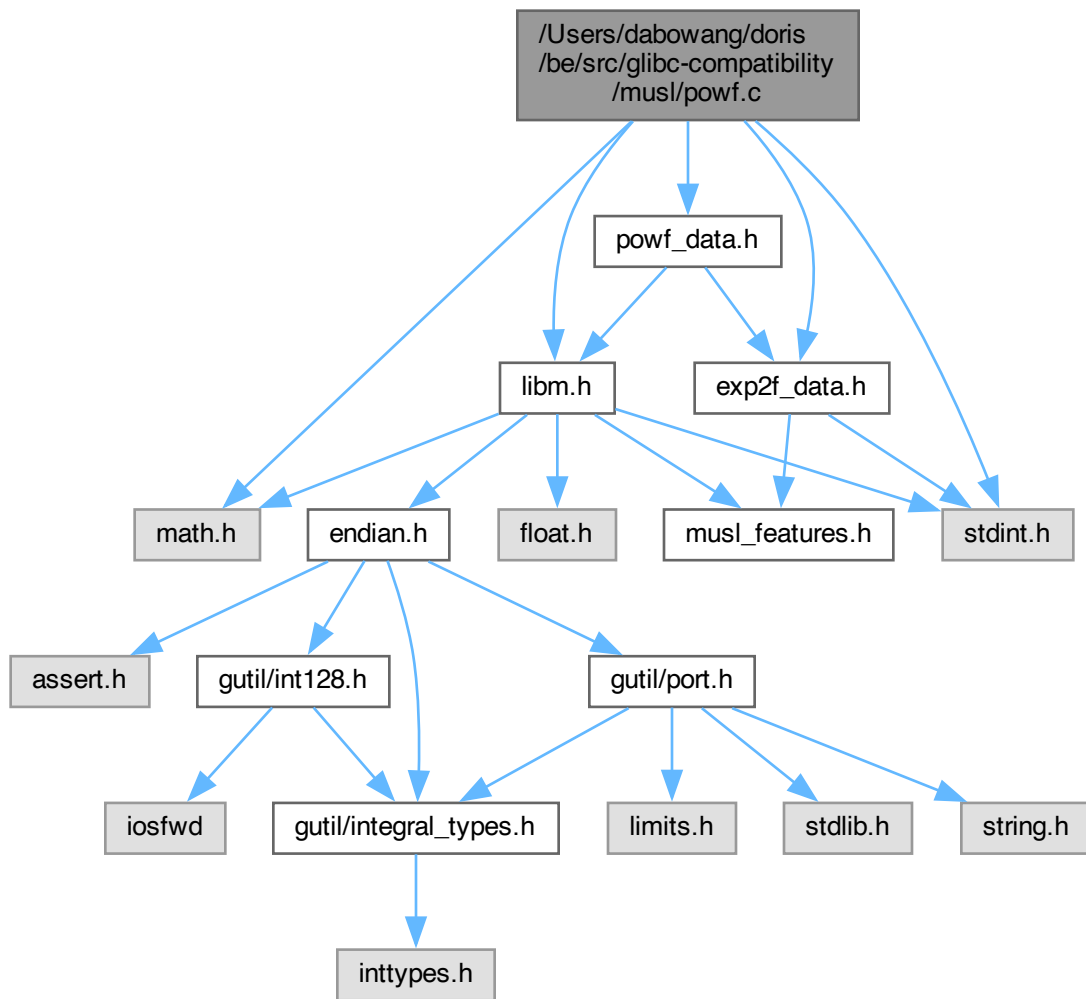 /Users/dabowang/doris
/be/src/glibc-compatibility
/musl/powf.c
powf_data.h
libm.h
exp2f_data.h
math.h
endian.h
float.h
musl_features.h
stdint.h
assert.h
gutil/int128.h
gutil/port.h
iosfwd
gutil/integral_types.h
limits.h
stdlib.h
string.h
inttypes.h